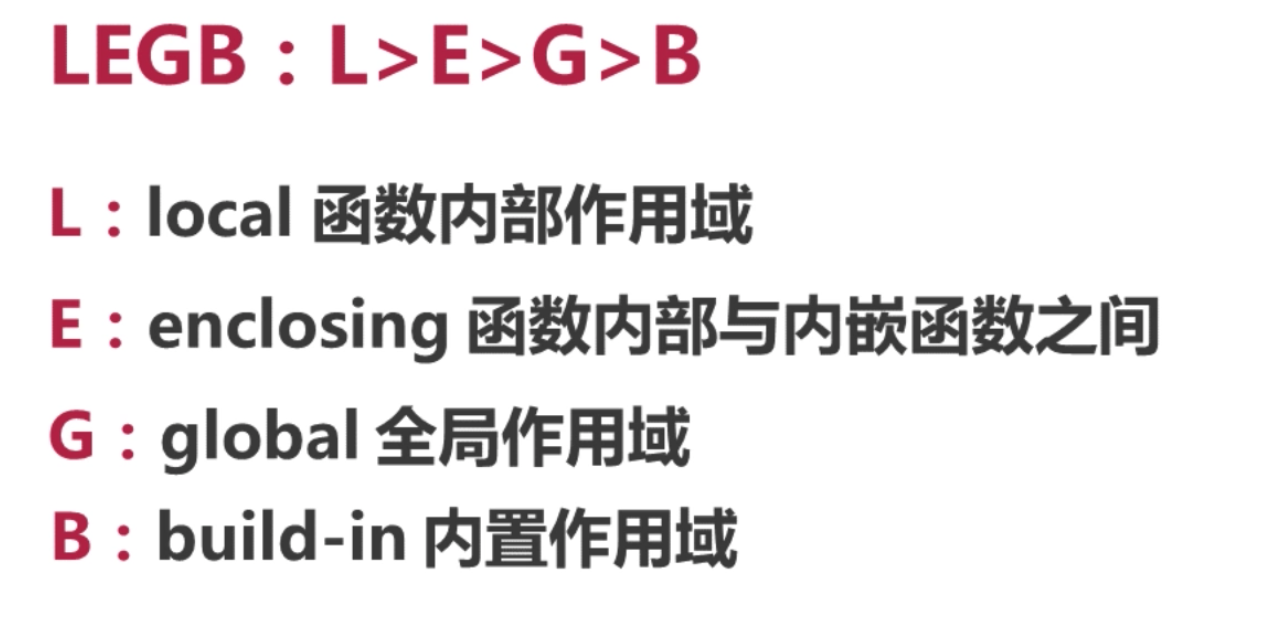 LEGB：L>E>G>B
L：local 函数内部作用域
E：enclosing 函数内部与内嵌函数之间
G：global 全局作用域
B：build-in 内置作用域